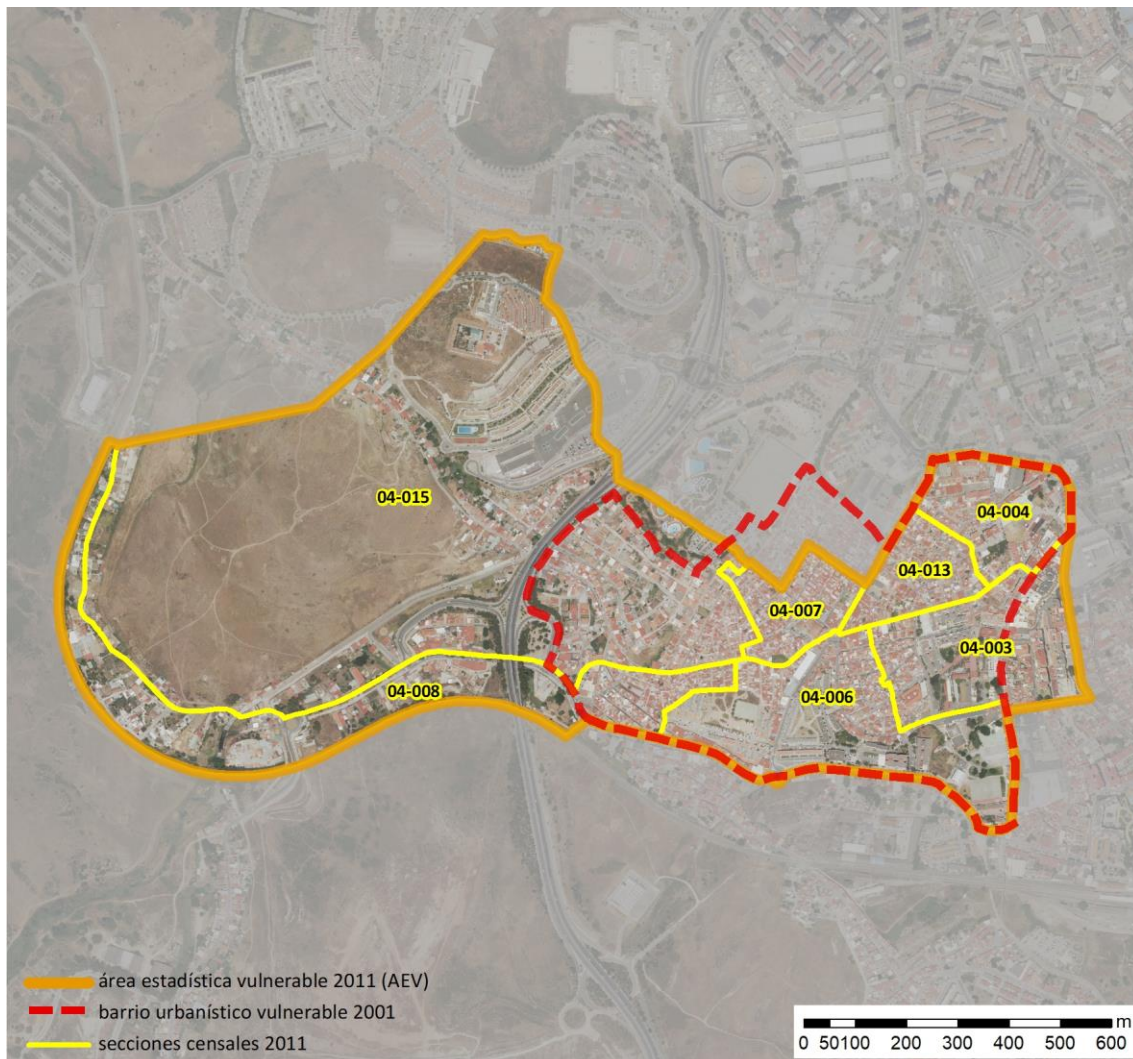 04-004
04-015
04-013
04-007
04-003
04-008
04-006
área estadística vulnerable 2011 (AEV)
barrio urbanístico vulnerable 2001
secciones censales 2011
m
0 50100 200 300 400 500 600